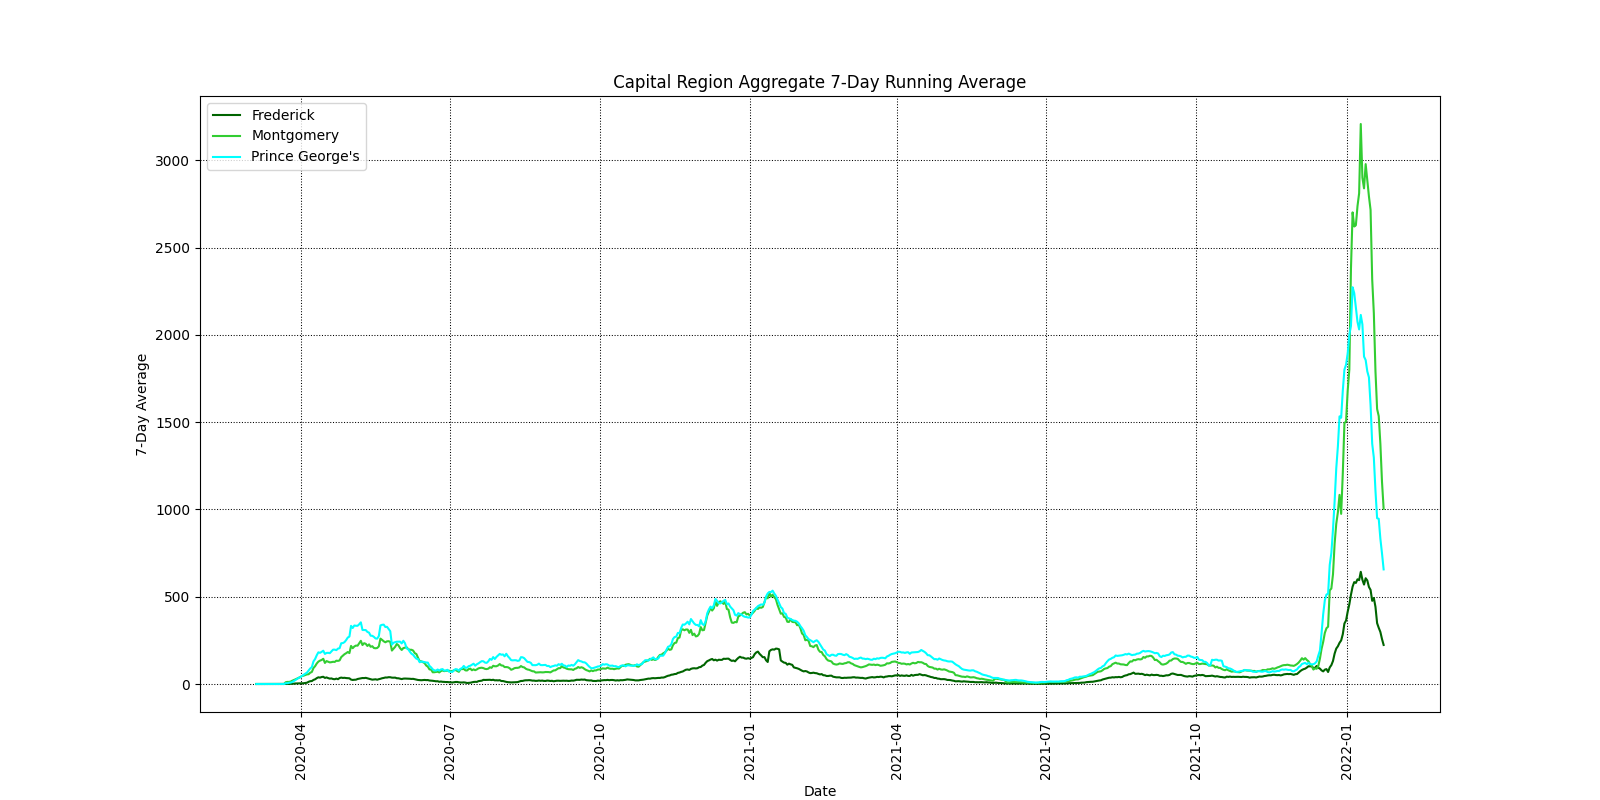 Capital Region Aggregate 7-Day Running Average
Frederick
Montgomery
Prince George's
3000
2500
2000
1500
1000
500
0
7-Day Average
2020-04
2020-07
2020-10
2021-01
2021-04
2021-07
2021-10
2022-01
Date